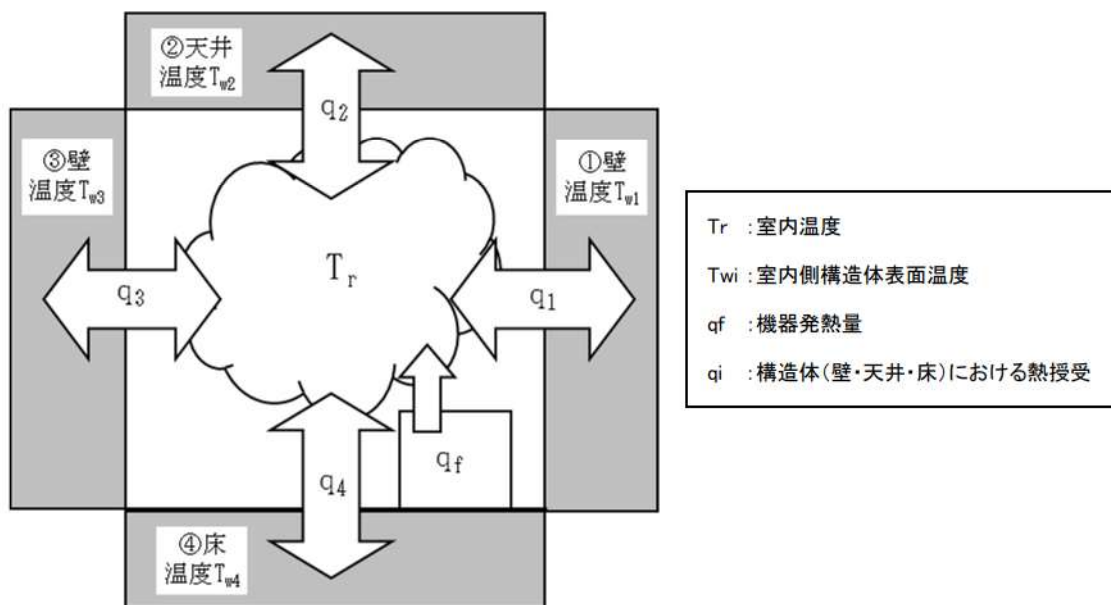 ②天井
温度Tw2
q2
③壁
温度Tw3
①壁
温度Tw1
Tr
q3
q1
q4
qf
④床
温度Tw4
Tr :室内温度
Twi :室内側構造体表面温度
qf :機器発熱量
qi :構造体(壁・天井・床)における熱授受